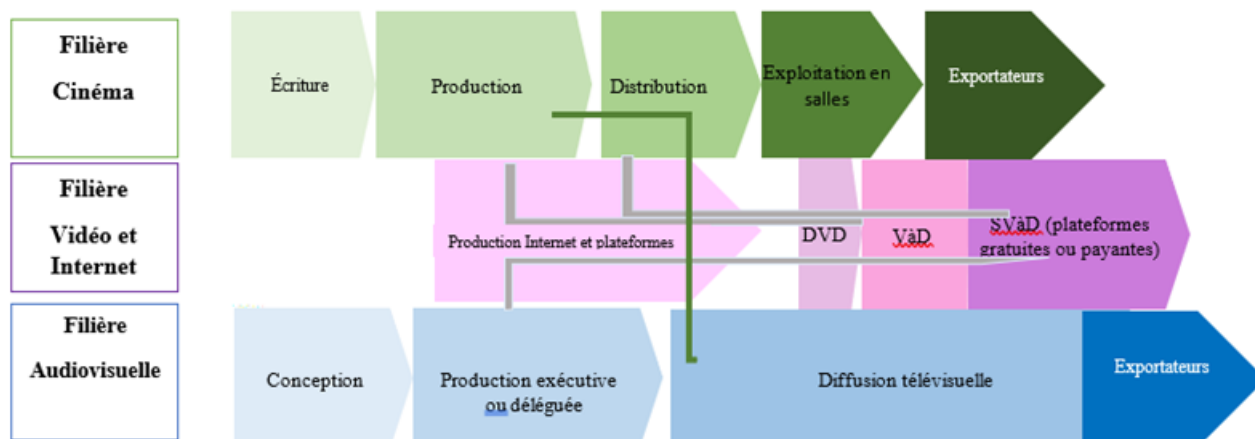 Filière
Cinéma
Écriture
Production
Distribution
Exploitation en
salles
Exportateurs
Filière
Vidéo et
Internet
Production Internet et plateformes
DVD
VàD
SVàD (plateformes
gratuites ou payantes)
Filière
Audiovisuelle
Conception
Production exécutive
ou déléguée
Diffusion télévisuelle
Exportateurs